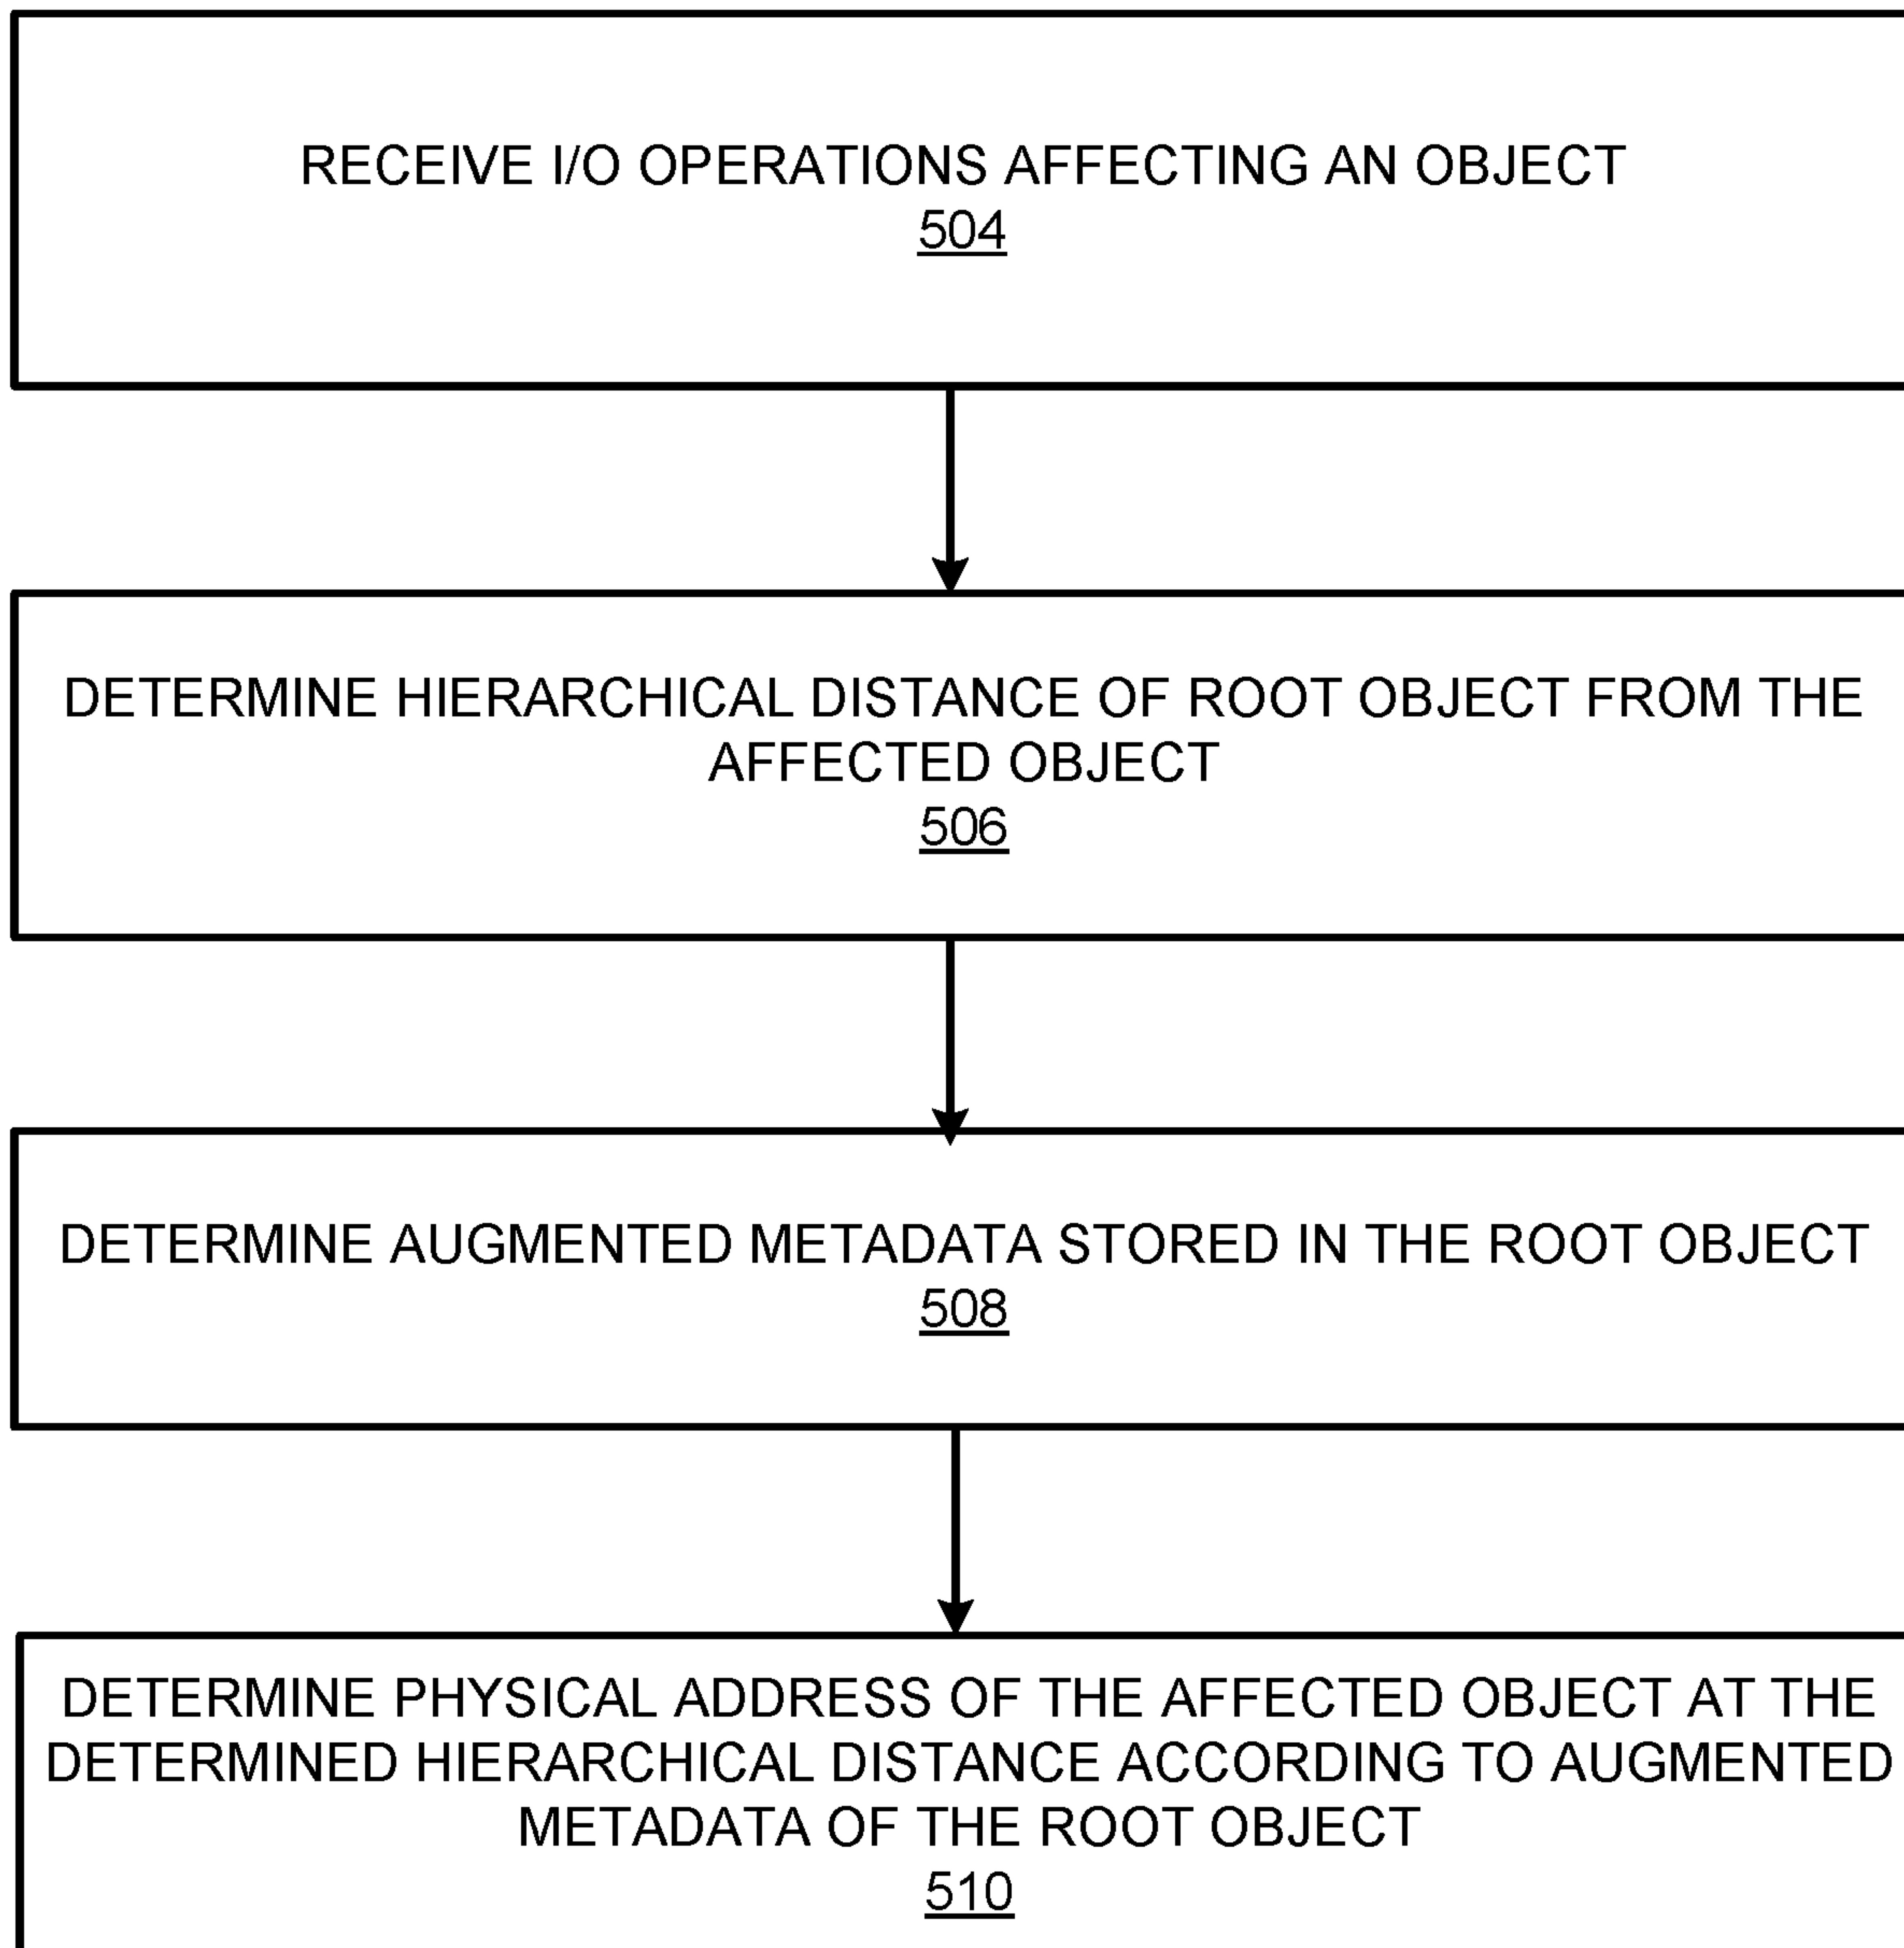 RECEIVE I/O OPERATIONS AFFECTING AN OBJECT
504
DETERMINE HIERARCHICAL DISTANCE OF ROOT OBJECT FROM THE
AFFECTED OBJECT
506
DETERMINE AUGMENTED METADATA STORED IN THE ROOT OBJECT
508
DETERMINE PHYSICAL ADDRESS OF THE AFFECTED OBJECT AT THE
DETERMINED HIERARCHICAL DISTANCE ACCORDING TO AUGMENTED
METADATA OF THE ROOT OBJECT
510